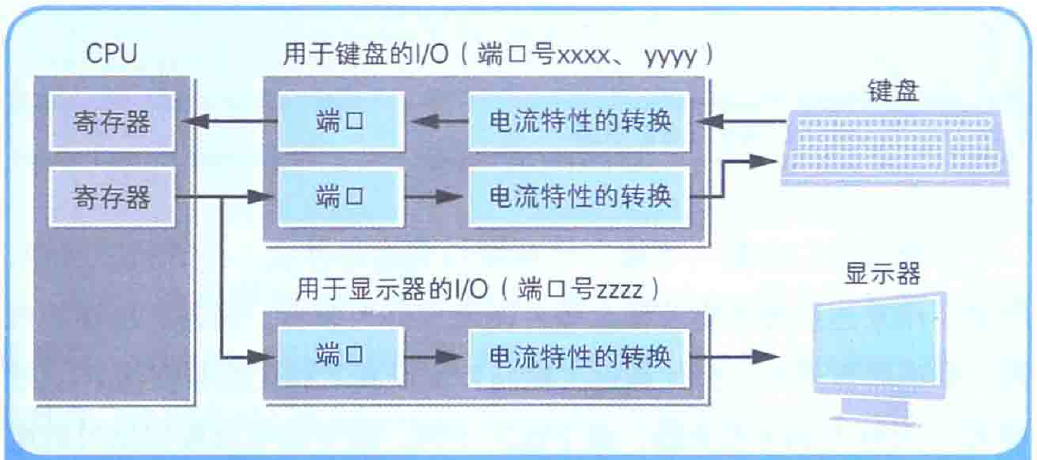 CPU
用于键盘的I/O（端口号xxxx、yyyy）
键盘
寄存器
端口
电流特性的转换
寄存器
端口
电流特性的转换
用于显示器的I/O（端口号zzzz）
显示器
端口
电流特性的转换